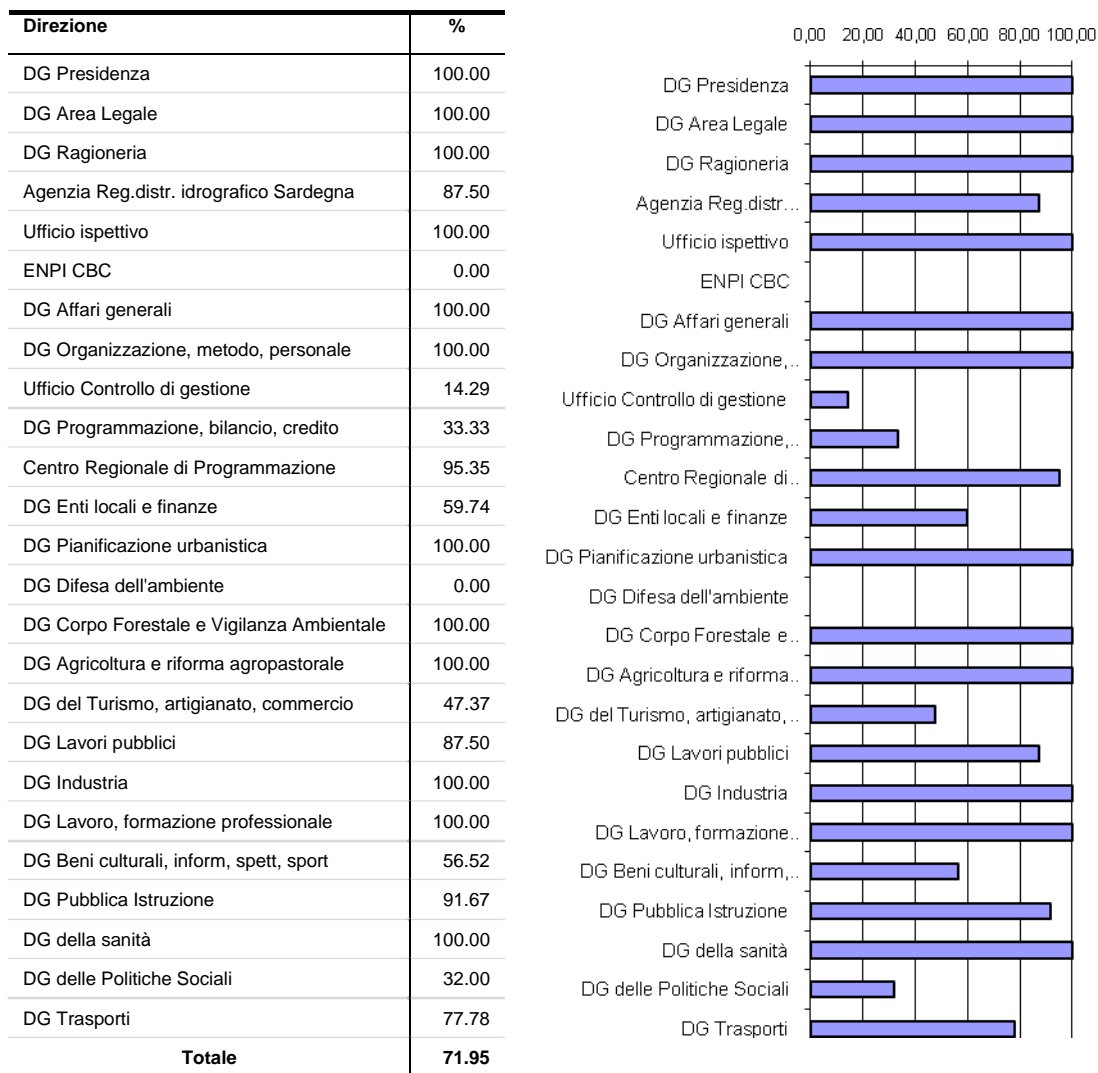 Direzione %
DG Presidenza 100.00
DG Area Legale 100.00
DG Ragioneria 100.00
Agenzia Reg.distr. idrografico Sardegna 87.50
Ufficio ispettivo 100.00
ENPI CBC 0.00
DG Affari generali 100.00
DG Organizzazione, metodo, personale 100.00
Ufficio Controllo di gestione 14.29
DG Programmazione, bilancio, credito 33.33
Centro Regionale di Programmazione 95.35
DG Enti locali e finanze 59.74
DG Pianificazione urbanistica 100.00
DG Difesa dell'ambiente 0.00
DG Corpo Forestale e Vigilanza Ambientale 100.00
DG Agricoltura e riforma agropastorale 100.00
DG del Turismo, artigianato, commercio 47.37
DG Lavori pubblici 87.50
DG Industria 100.00
DG Lavoro, formazione professionale 100.00
DG Beni culturali, inform, spett, sport 56.52
DG Pubblica Istruzione 91.67
DG della sanità 100.00
DG delle Politiche Sociali 32.00
DG Trasporti 77.78
Totale 71.95
0,00 20,00 40,00 60,00 80,00 100,00
DG Presidenza
DG Area Legale
DG Ragioneria
Agenzia Reg.distr...
Ufficio ispettivo
ENPI CBC
DG Affari generali
DG Organizzazione,..
Ufficio Controllo di gestione
DG Programmazione,..
Centro Regionale di..
DG Enti locali e finanze
DG Pianificazione urbanistica
DG Difesa dell'ambiente
DG Corpo Forestale e..
DG Agricoltura e riforma..
DG del Turismo, artigianato,..
DG Lavori pubblici
DG Industria
DG Lavoro, formazione..
DG Beni culturali, inform,..
DG Pubblica Istruzione
DG della sanità
DG delle Politiche Sociali
DG Trasporti